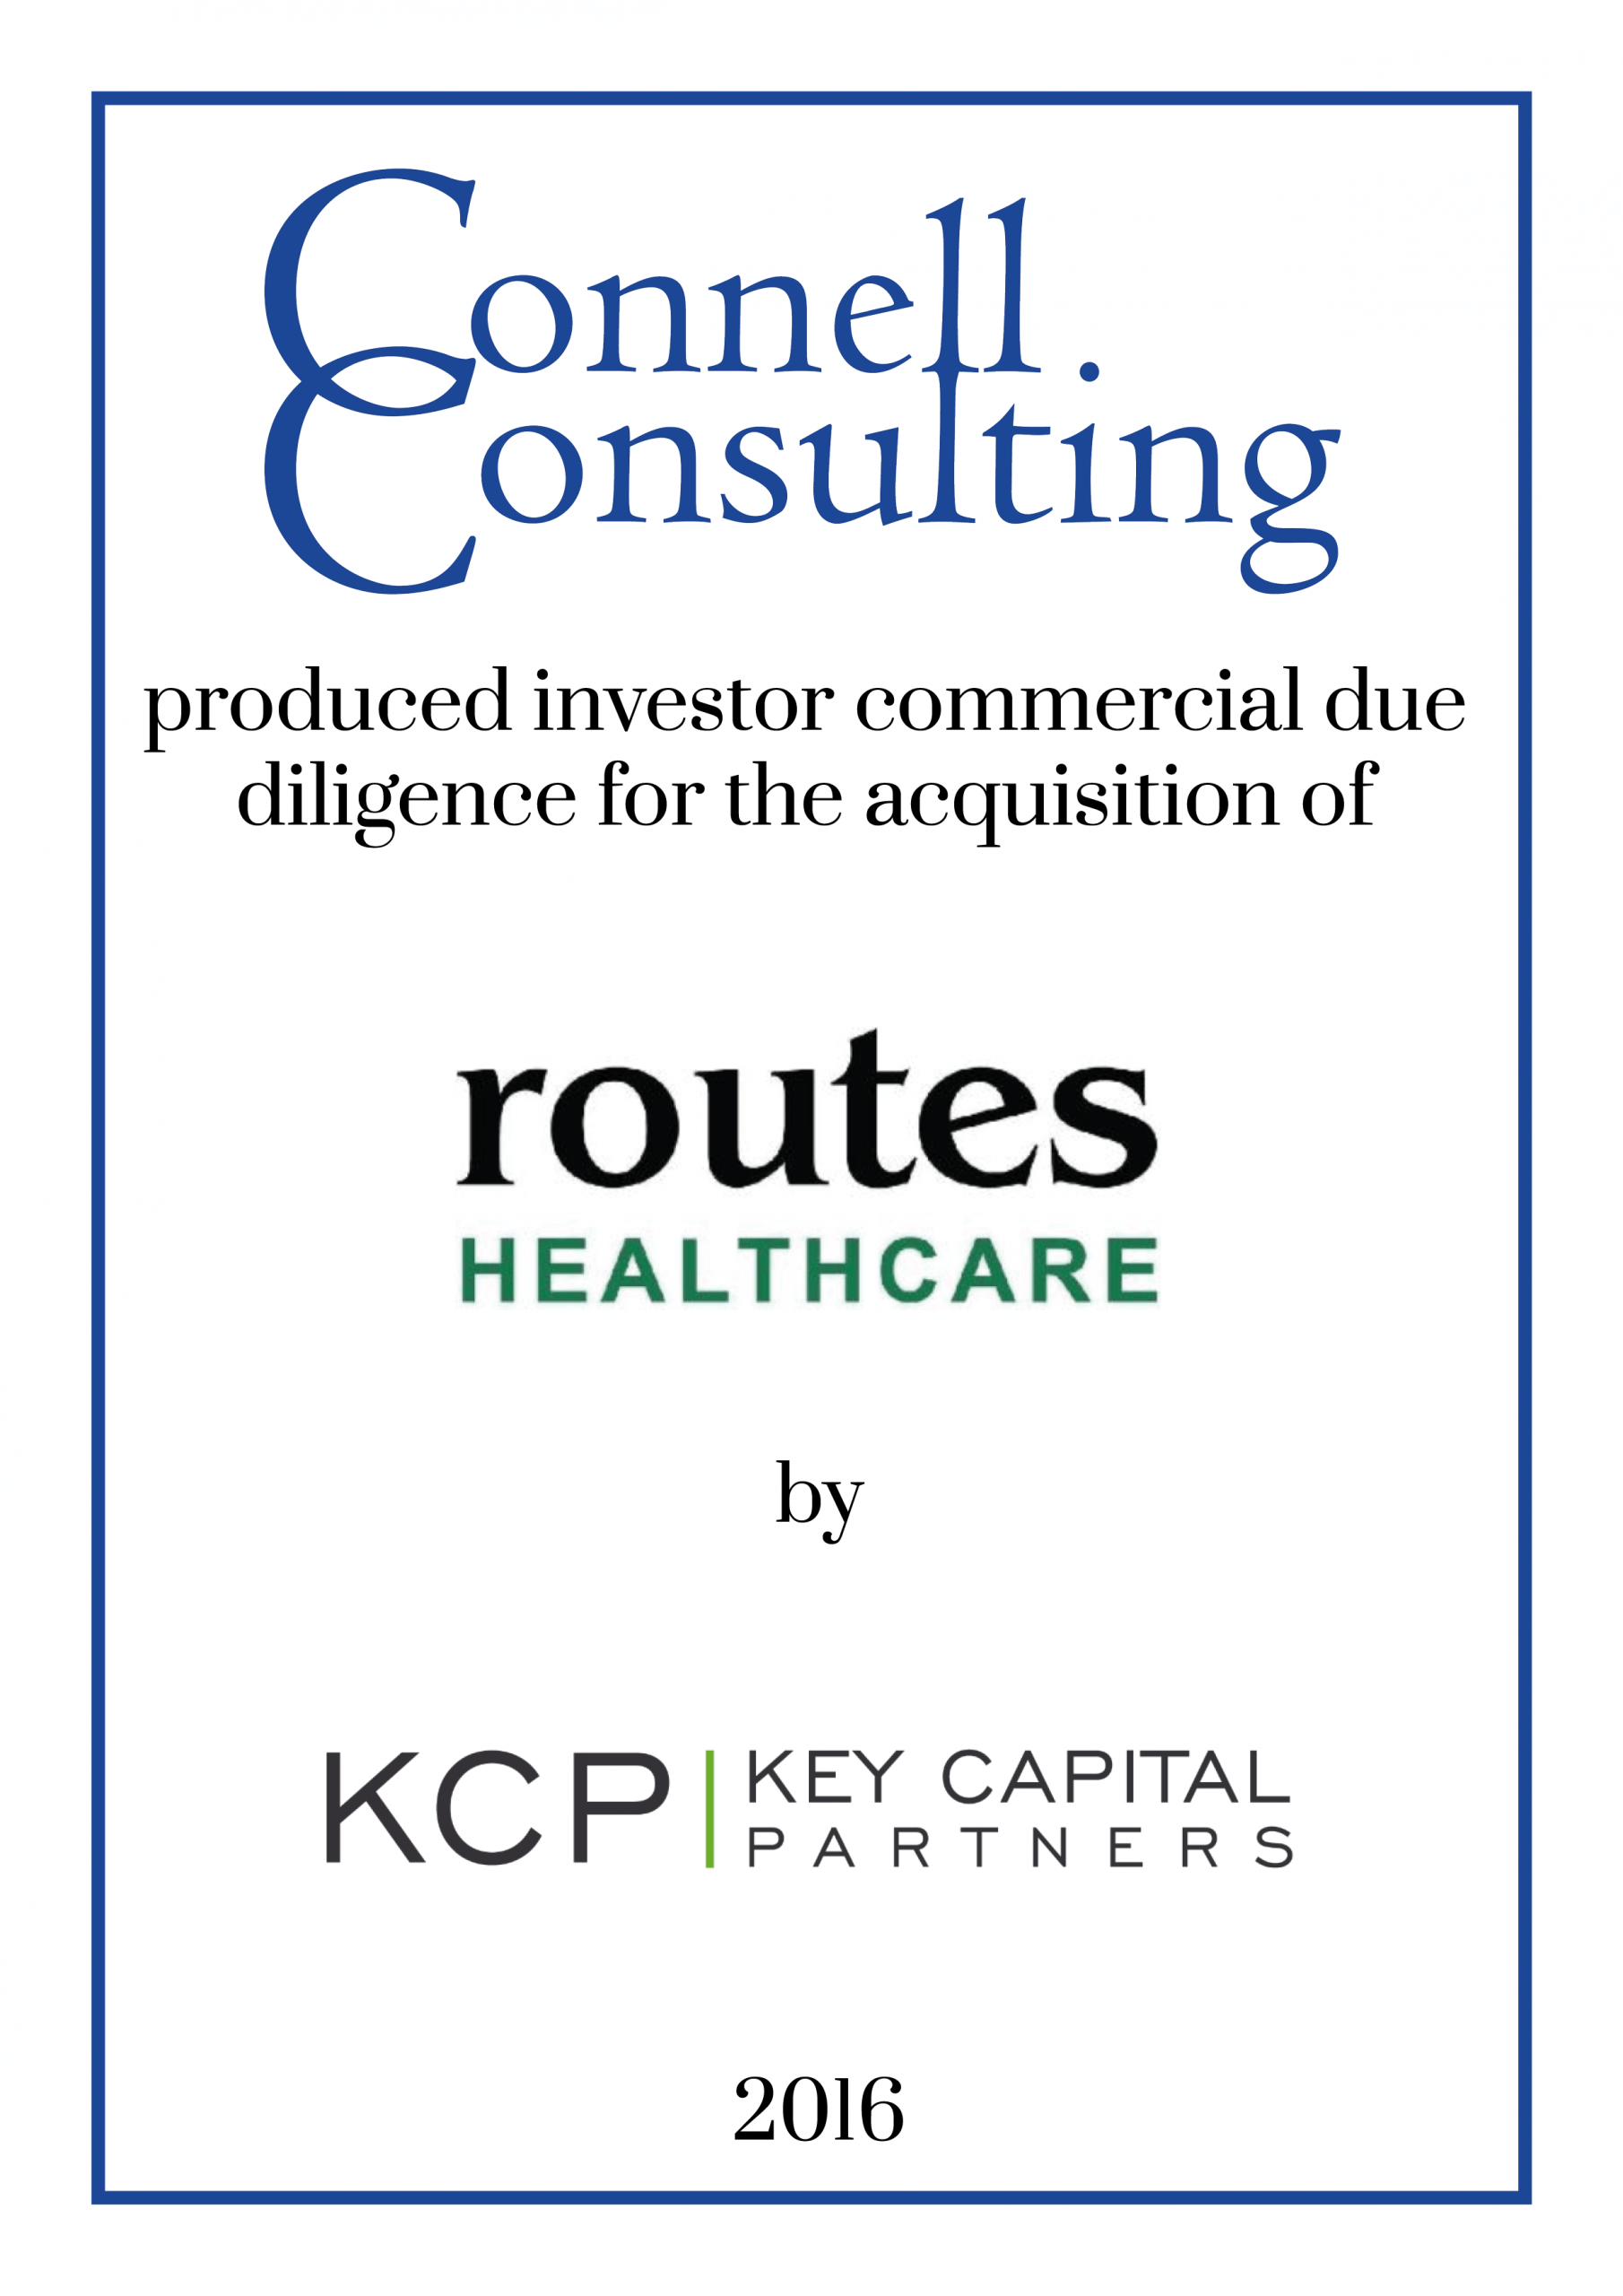 Connell
Consulting
produced investor commercial due
diligence for the acquisition of
routes
HEALTHCARE
by
KCP | KEY CAPITAL
PARTNERS
2016